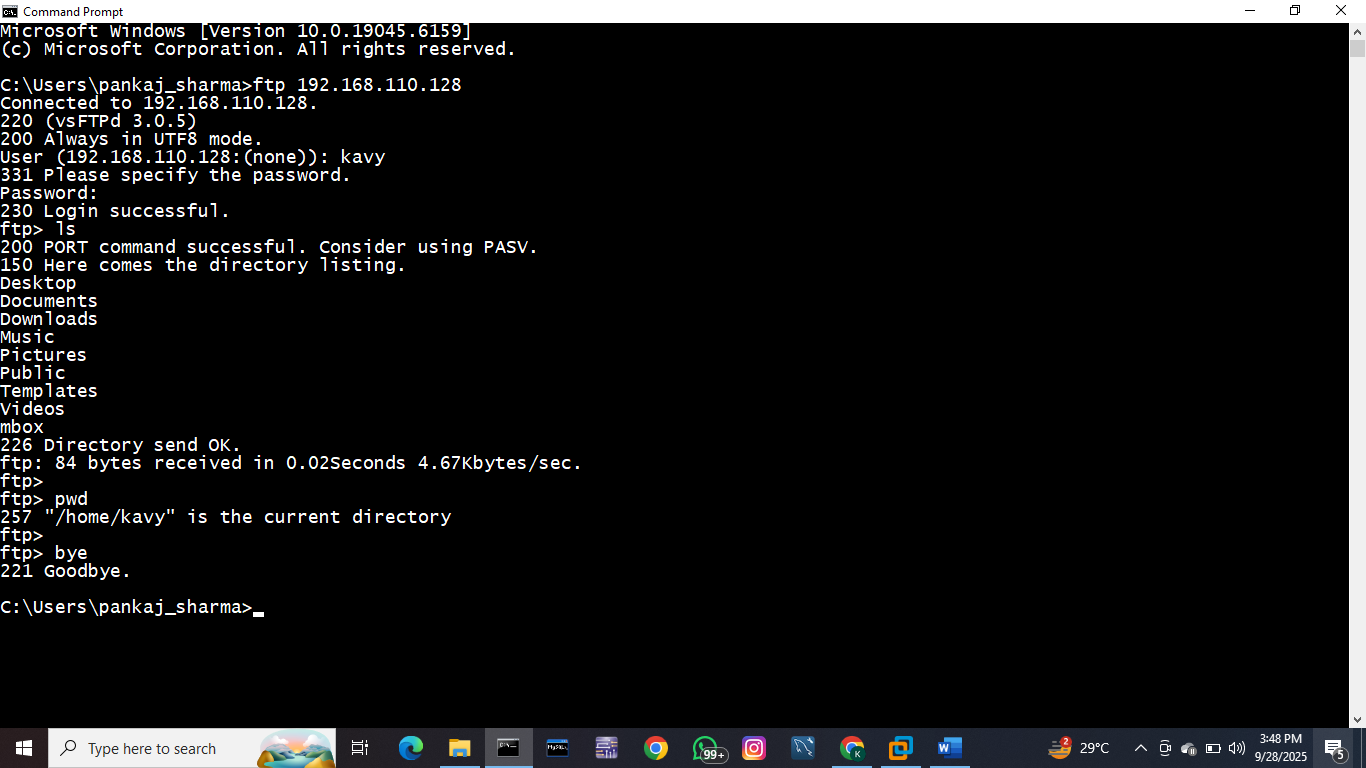 Command Prompt
Microsoft Windows [Version 10.0.19045.6159]
(c) Microsoft Corporation. All rights reserved.
C:\Users\pankaj_sharma>ftp 192.168.110.128
Connected to 192.168.110.128.
220 (vsFTPd 3.0.5)
200 Always in UTF8 mode.
User (192.168.110.128:(none)): kavy
331 Please specify the password.
Password:
230 Login successful.
ftp> ls
200 PORT command successful. Consider using PASV.
150 Here comes the directory listing.
Desktop
Documents
Downloads
Music
Pictures
Public
Templates
Videos
mbox
226 Directory send OK.
ftp: 84 bytes received in 0.02Seconds 4.67Kbytes/sec.
ftp>
ftp> pwd
257 "/home/kavy" is the current directory
ftp>
ftp> bye
221 Goodbye.
C:\Users\pankaj_sharma>
Type here to search
MySQL
99+
K
W
2
29°C
3:48 PM
9/28/2025
5